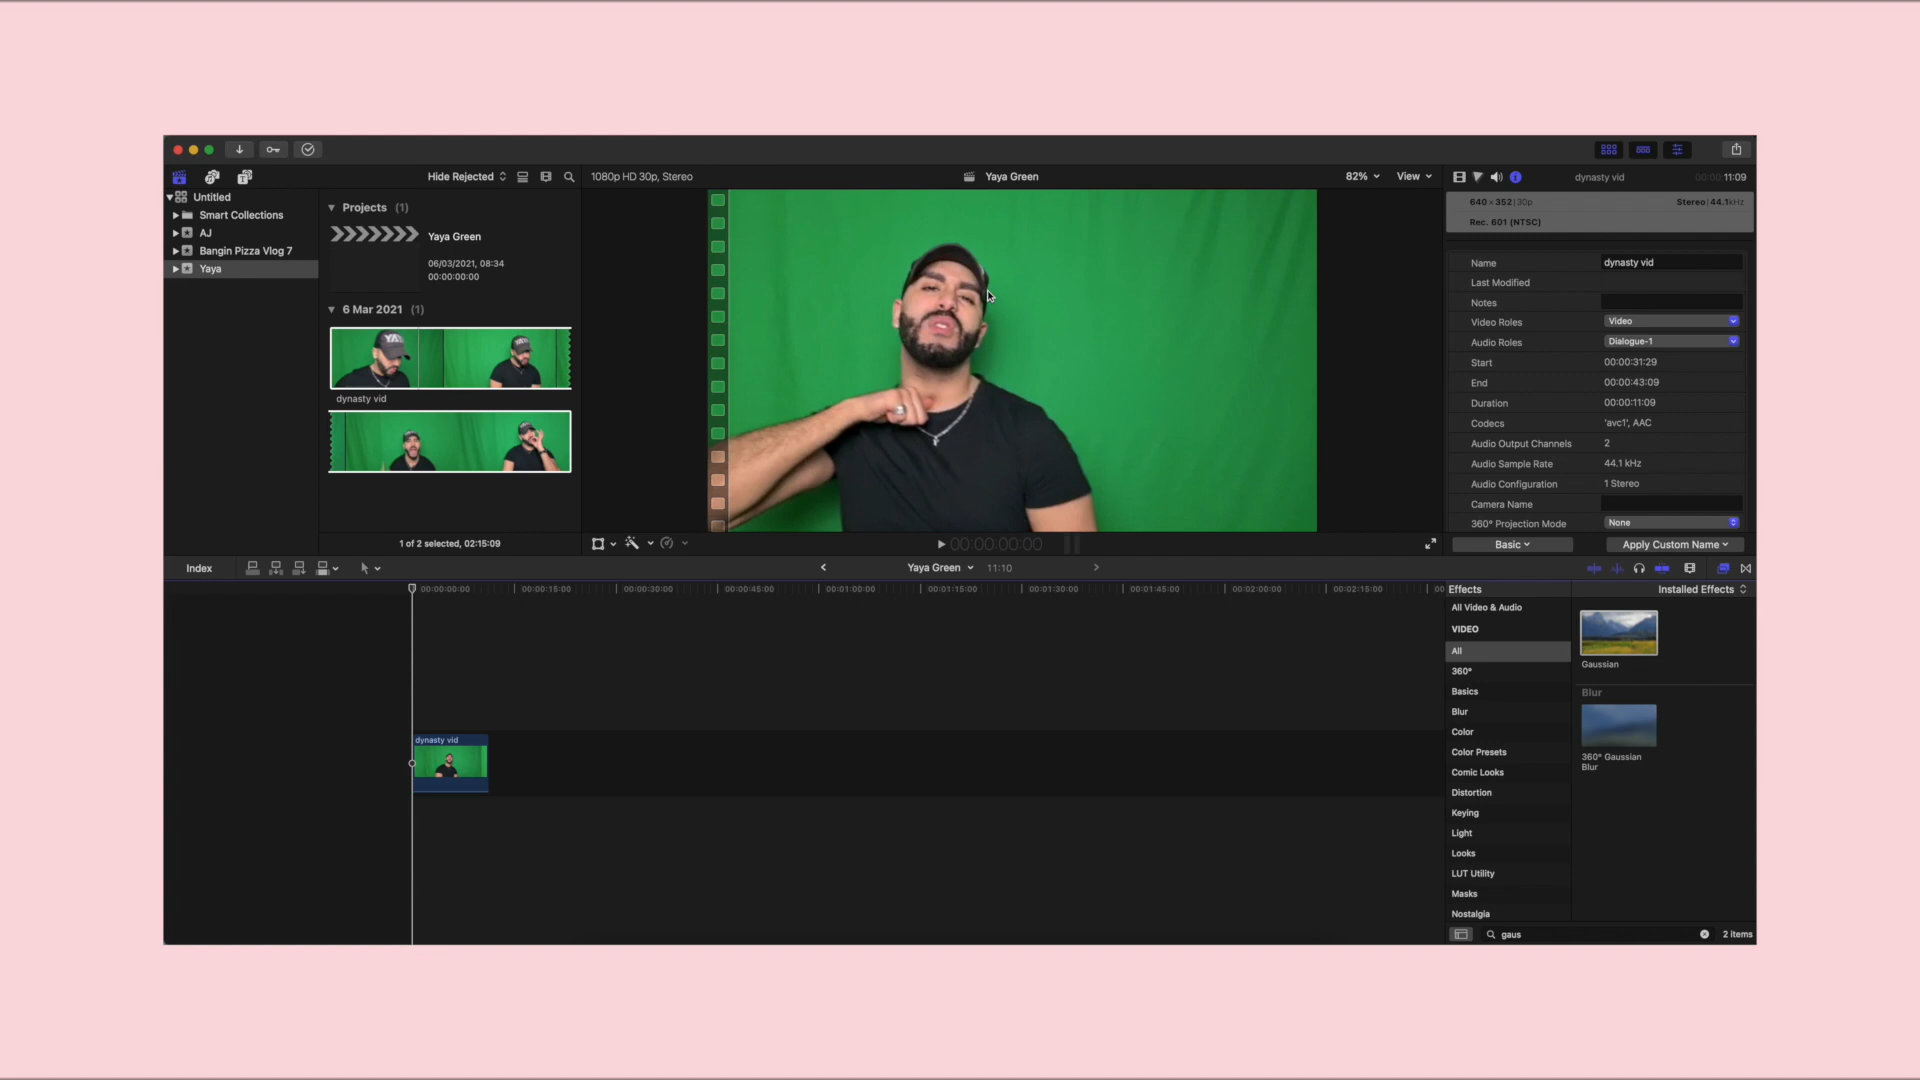 Hide Rejected
1080p HD 30p, Stereo
Yaya Green
82%
View
dynasty vid
00:00:11:09
Untitled
Smart Collections
AJ
Bangin Pizza Vlog 7
Yaya
Projects (1)
Yaya Green
06/03/2021, 08:34
00:00:00:00
6 Mar 2021 (1)
dynasty vid
1 of 2 selected, 02:15:09
00:00:00:00
640 × 352 | 30p
Stereo | 44.1kHz
Rec. 601 (NTSC)
Name dynasty vid
Last Modified
Notes
Video Roles Video
Audio Roles Dialogue-1
Start 00:00:31:29
End 00:00:43:09
Duration 00:00:11:09
Codecs 'avc1', AAC
Audio Output Channels 2
Audio Sample Rate 44.1 kHz
Audio Configuration 1 Stereo
Camera Name
360° Projection Mode None
Basic
Apply Custom Name
Index
Yaya Green 11:10
00:00:00:00 00:00:15:00 00:00:30:00 00:00:45:00 00:01:00:00 00:01:15:00 00:01:30:00 00:01:45:00 00:02:00:00 00:02:15:00 00
dynasty vid
Effects
Installed Effects
All Video & Audio
VIDEO
All
360°
Basics
Blur
Color
Color Presets
Comic Looks
Distortion
Keying
Light
Looks
LUT Utility
Masks
Nostalgia
Gaussian
Blur
360° Gaussian
Blur
gaus
2 items